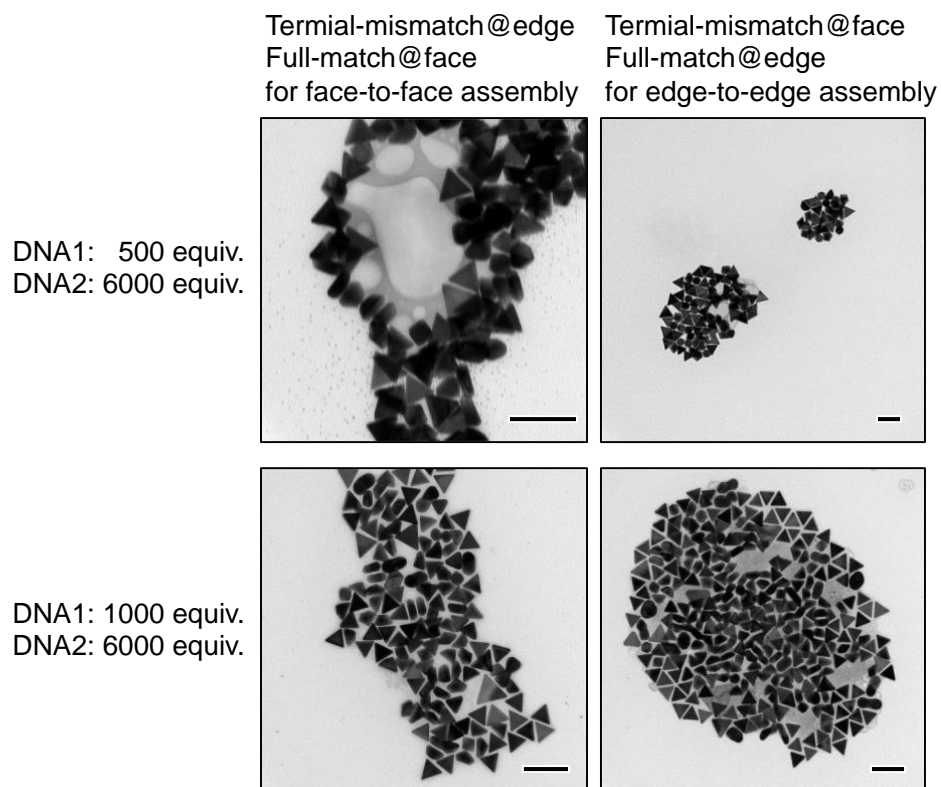 Termial-mismatch@edge
Full-match@face
for face-to-face assembly
Termial-mismatch@face
Full-match@edge
for edge-to-edge assembly
DNA1: 500 equiv.
DNA2: 6000 equiv.
DNA1: 1000 equiv.
DNA2: 6000 equiv.